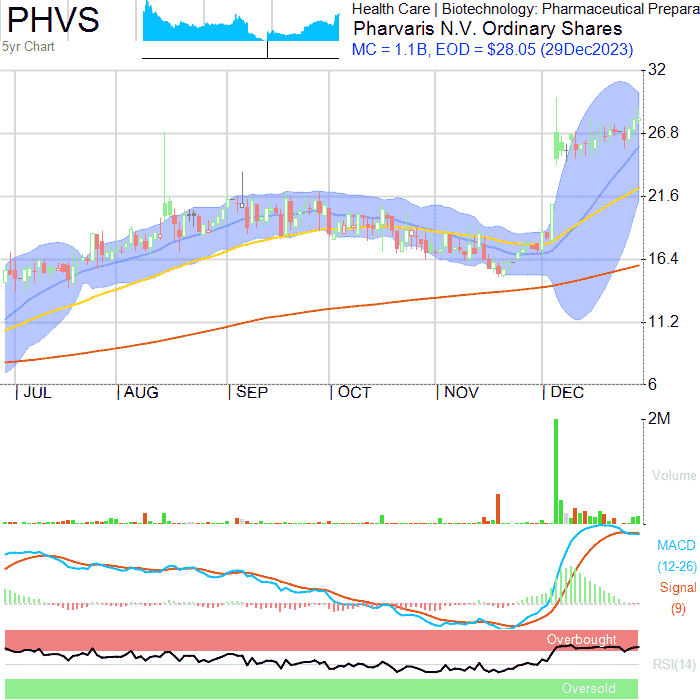 PHVS
5yr Chart
Health Care | Biotechnology: Pharmaceutical Prepara
Pharvaris N.V. Ordinary Shares
MC = 1.1B, EOD = $28.05 (29Dec2023)
32
26.8
21.6
16.4
11.2
6
JUL AUG SEP OCT NOV DEC
2M
Volume
MACD
(12-26)
Signal
(9)
Overbought
RSI(14)
Oversold